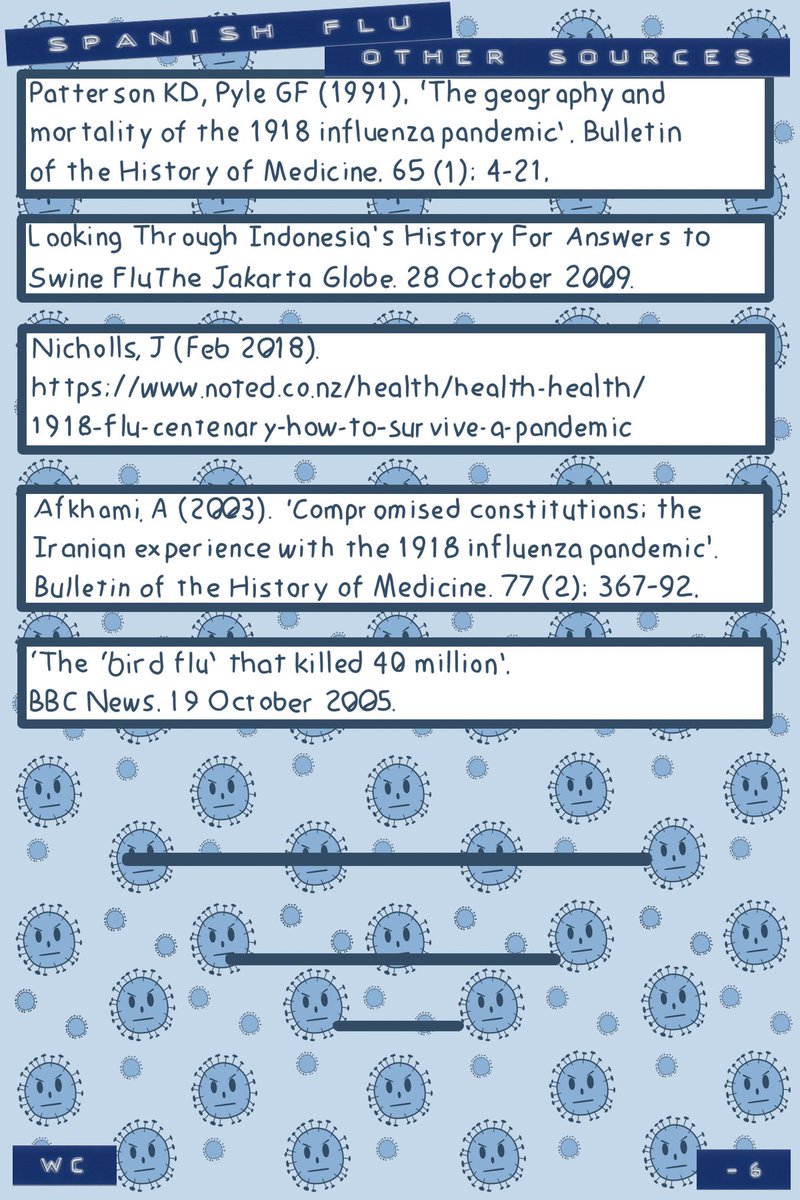 SPANISH FLU
OTHER SOURCES
Patterson KD, Pyle GF (1991). 'The geography and
mortality of the 1918 influenza pandemic'. Bulletin
of the History of Medicine. 65 (1): 4-21.
Looking Through Indonesia's History For Answers to
Swine FluThe Jakarta Globe. 28 October 2009.
Nicholls, J (Feb 2018).
https://www.noted.co.nz/health/health-health/
1918-flu-centenary-how-to-survive-a-pandemic
Afkhami, A (2003). 'Compromised constitutions: the
Iranian experience with the 1918 influenza pandemic'.
Bulletin of the History of Medicine. 77 (2): 367-92.
'The 'bird flu' that killed 40 million'.
BBC News. 19 October 2005.
WC
- 6